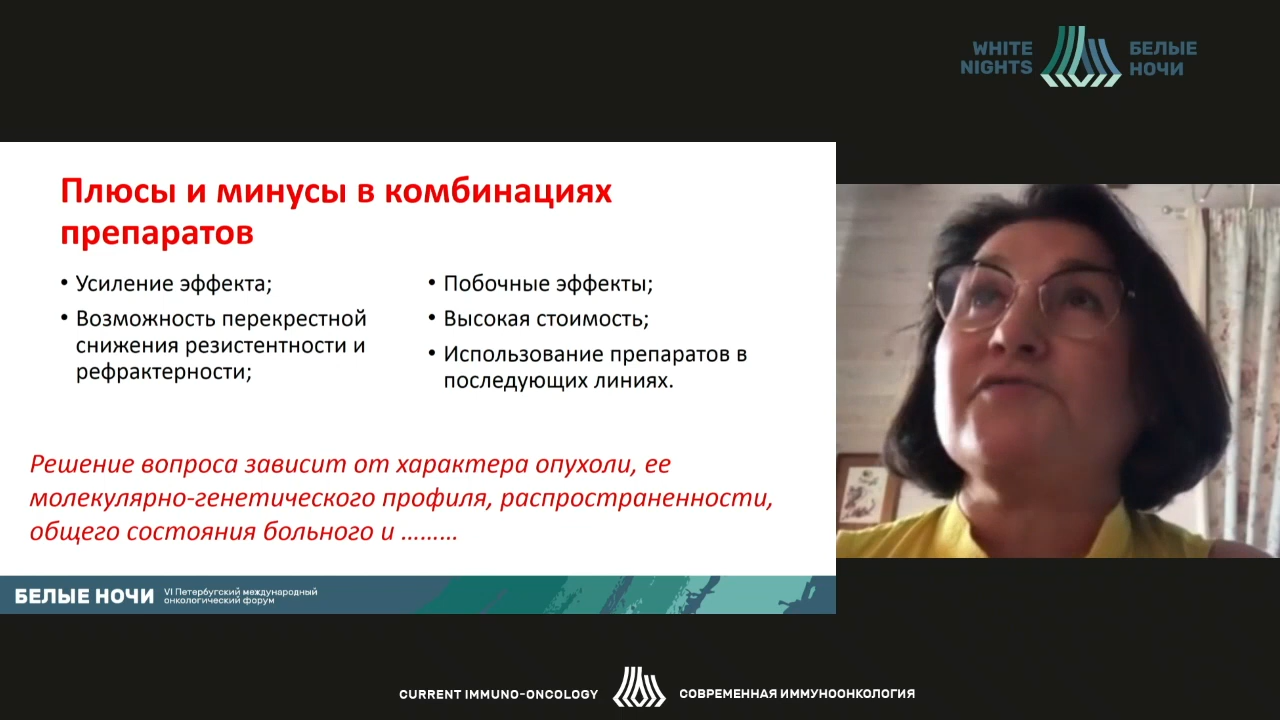 WHITE
NIGHTS
БЕЛЫЕ
НОЧИ
Плюсы и минусы в комбинациях
препаратов
• Усиление эффекта;
• Возможность перекрестной
снижения резистентности и
рефрактерности;
• Побочные эффекты;
• Высокая стоимость;
• Использование препаратов в
последующих линиях.
Решение вопроса зависит от характера опухоли, ее
молекулярно-генетического профиля, распространенности,
общего состояния больного и ………
БЕЛЫЕ НОЧИ
VI Петербургский международный
онкологический форум
CURRENT IMMUNO-ONCOLOGY
СОВРЕМЕННАЯ ИММУНООНКОЛОГИЯ